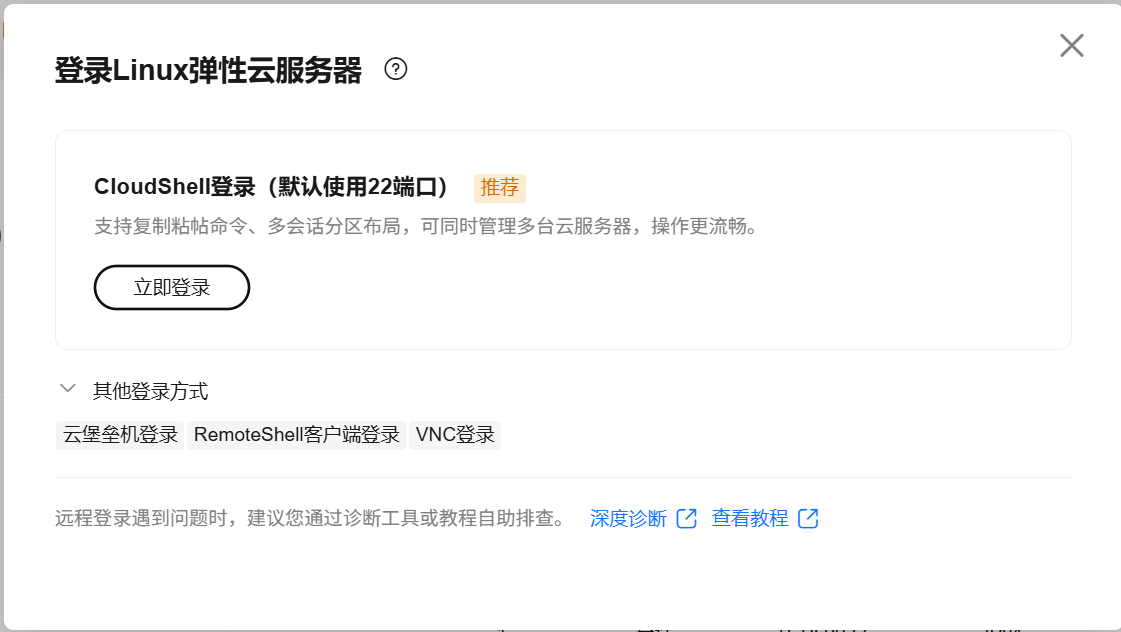 登录Linux弹性云服务器
CloudShell登录（默认使用22端口） 推荐
支持复制粘帖命令、多会话分区布局，可同时管理多台云服务器，操作更流畅。
立即登录
其他登录方式
云堡垒机登录 RemoteShell客户端登录 VNC登录
远程登录遇到问题时，建议您通过诊断工具或教程自助排查。 深度诊断 查看教程